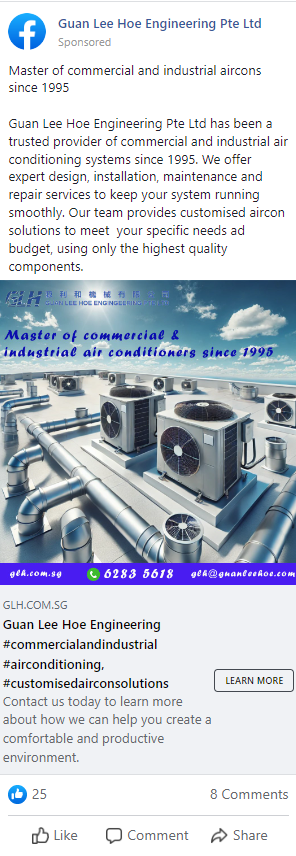 Guan Lee Hoe Engineering Pte Ltd
Sponsored
Master of commercial and industrial aircons
since 1995
Guan Lee Hoe Engineering Pte Ltd has been a
trusted provider of commercial and industrial air
conditioning systems since 1995. We offer
expert design, installation, maintenance and
repair services to keep your system running
smoothly. Our team provides customised aircon
solutions to meet  your specific needs ad
budget, using only the highest quality
components.
GLH
GUAN LEE HOE ENGINGEERING
Master of commercial &
industrial air conditioners since 1995
glh.com.sg 6283 5618 glh@guanleehoe.com
GLH.COM.SG
Guan Lee Hoe Engineering
#commercialandindustrial
#airconditioning,
#customisedairconsolutions
LEARN MORE
Contact us today to learn more
about how we can help you create a
comfortable and productive
environment.
25 8 Comments
Like Comment Share